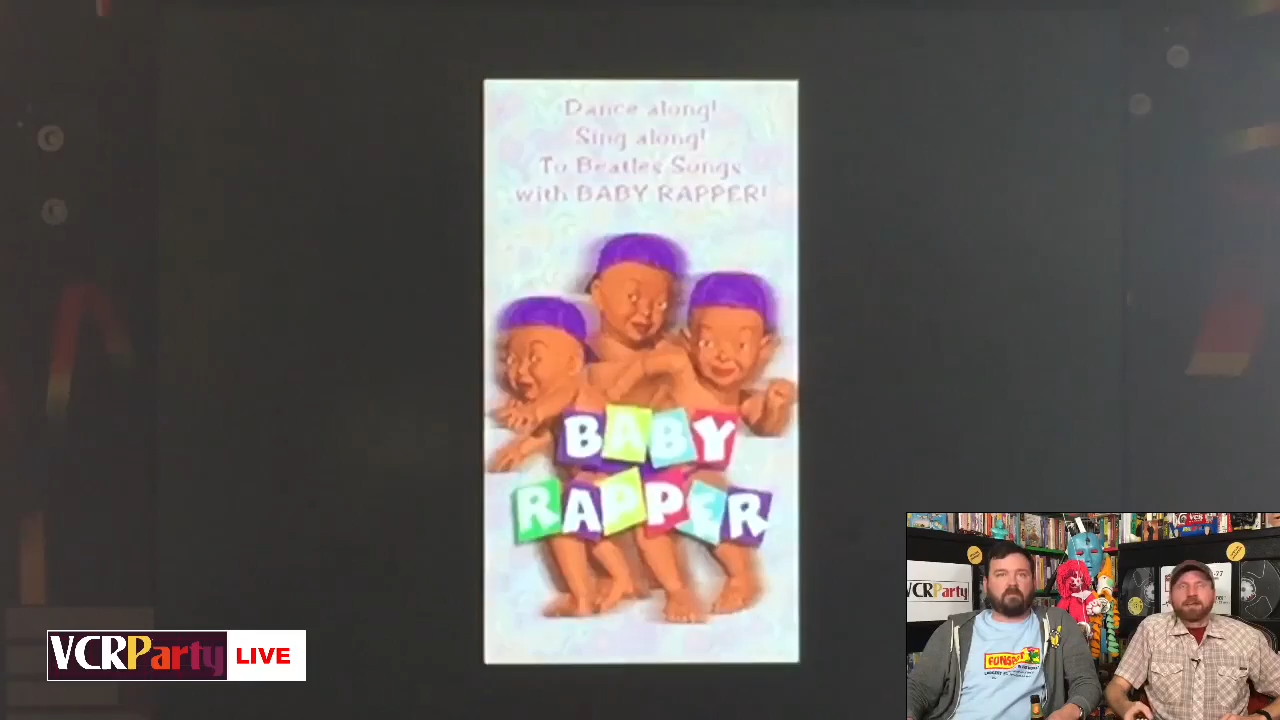 Dance along!
Sing along!
To Beatles Songs
with BABY RAPPER!
BABY
RAPPER
VCRParty LIVE
VCRParty
FUNSPOT